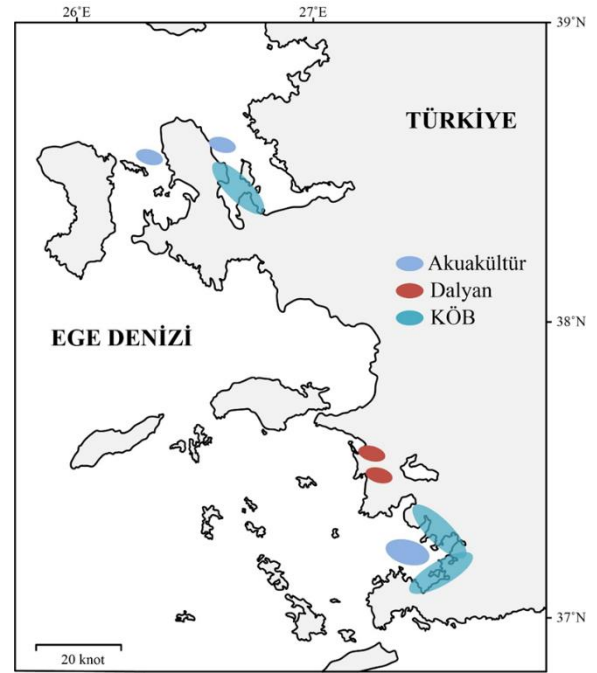 26°E
27°E
39°N
TÜRKİYE
Akuakültür
Dalyan
KÖB
38°N
EGE DENİZİ
37°N
20 knot